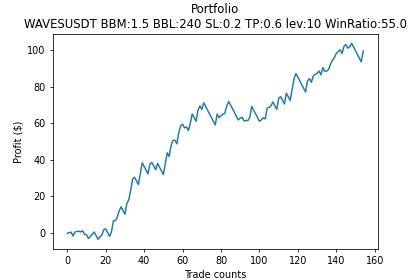 Portfolio
WAVESUSDT BBM:1.5 BBL:240 SL:0.2 TP:0.6 lev:10 WinRatio:55.0
Profit ($)
100
80
60
40
20
0
0 20 40 60 80 100 120 140 160
Trade counts